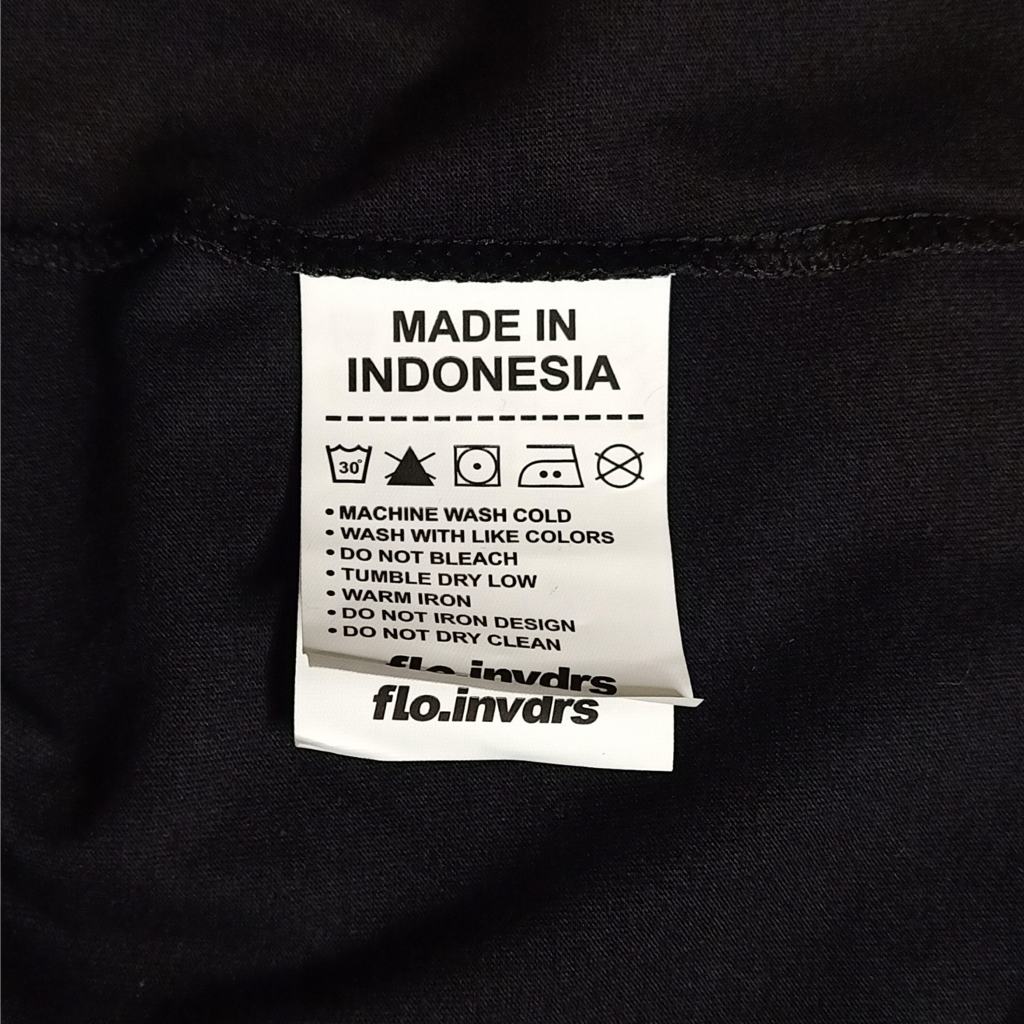 MADE IN
INDONESIA
30°
• MACHINE WASH COLD
• WASH WITH LIKE COLORS
• DO NOT BLEACH
• TUMBLE DRY LOW
• WARM IRON
• DO NOT IRON DESIGN
• DO NOT DRY CLEAN
flo.invdrs
flo.invdrs